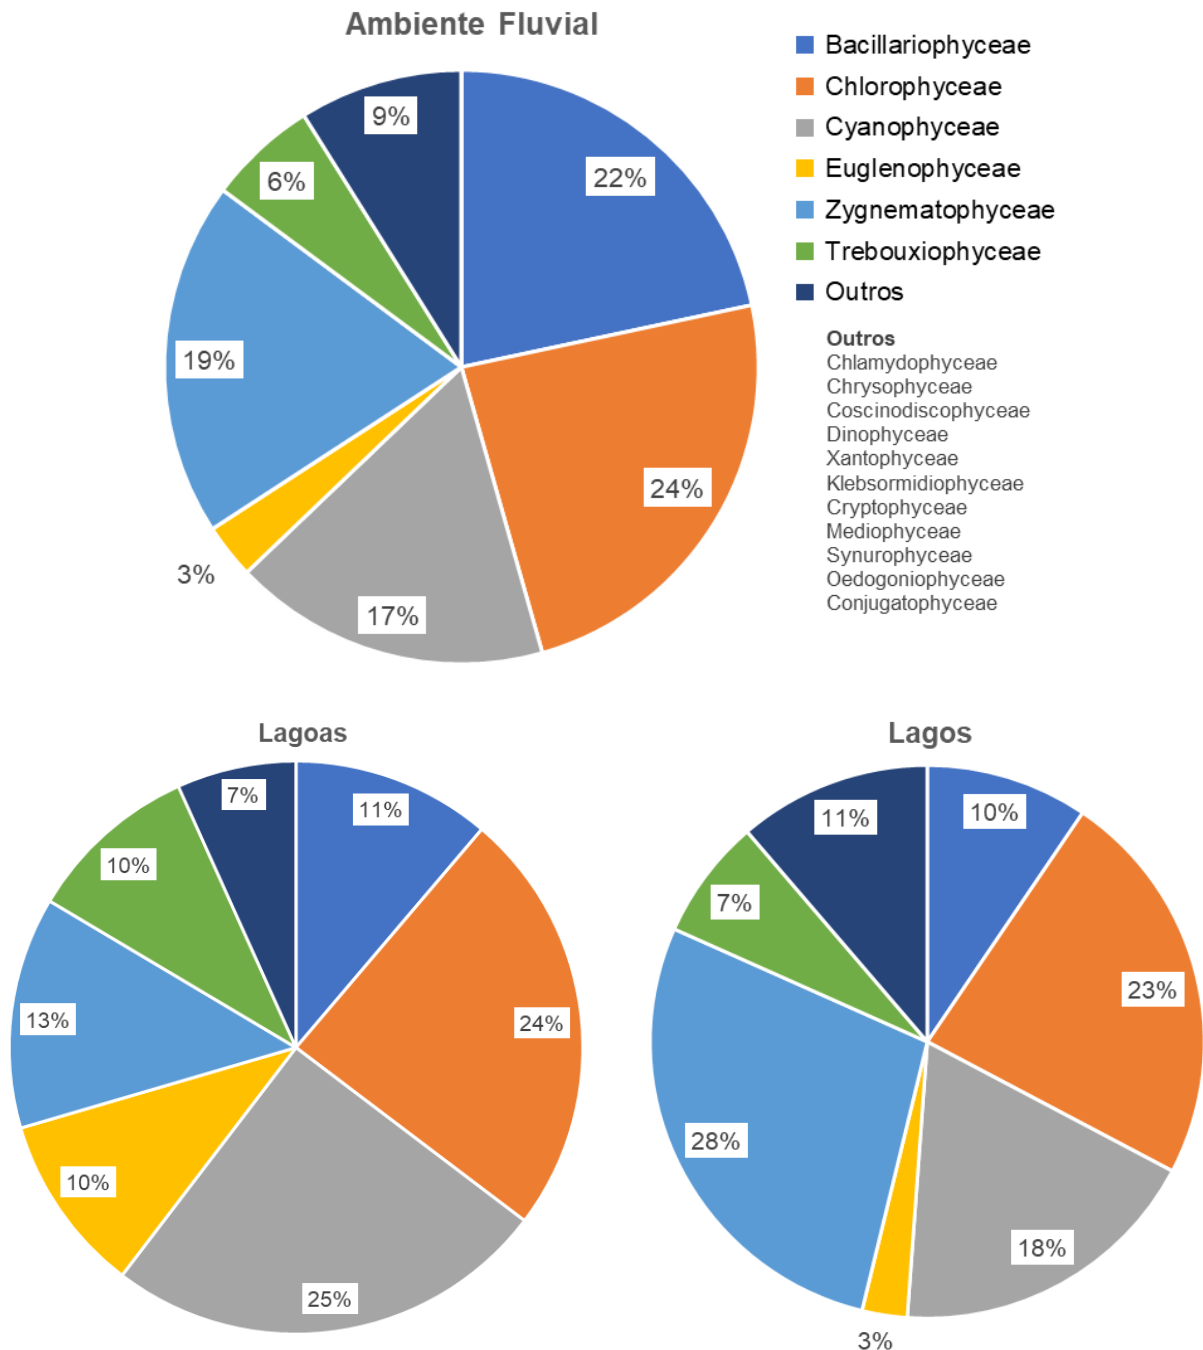 Ambiente Fluvial
Bacillariophyceae
Chlorophyceae
Cyanophyceae
Euglenophyceae
Zygnematophyceae
Trebouxiophyceae
Outros
Outros
Chlamydophyceae
Chrysophyceae
Coscinodiscophyceae
Dinophyceae
Xantophyceae
Klebsormidiophyceae
Cryptophyceae
Mediophyceae
Synurophyceae
Oedogoniophyceae
Conjugatophyceae
9%
22%
6%
19%
24%
3%
17%
Lagoas
7%
11%
10%
24%
13%
10%
25%
Lagos
11%
10%
7%
23%
28%
18%
3%